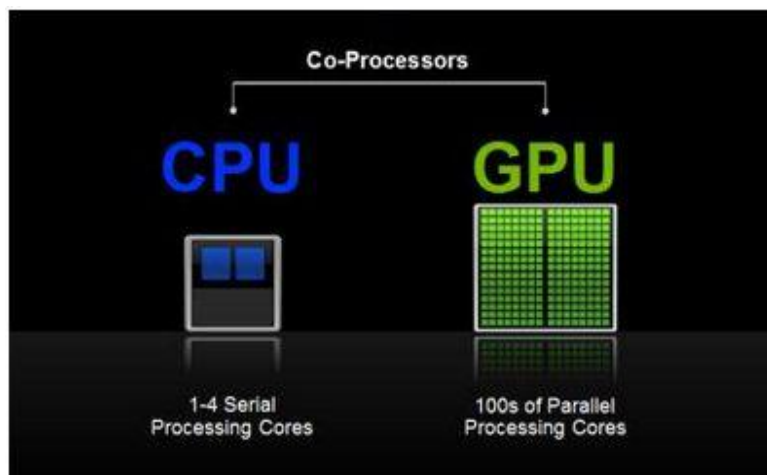 Co-Processors
CPU
GPU
1-4 Serial
Processing Cores
100s of Parallel
Processing Cores